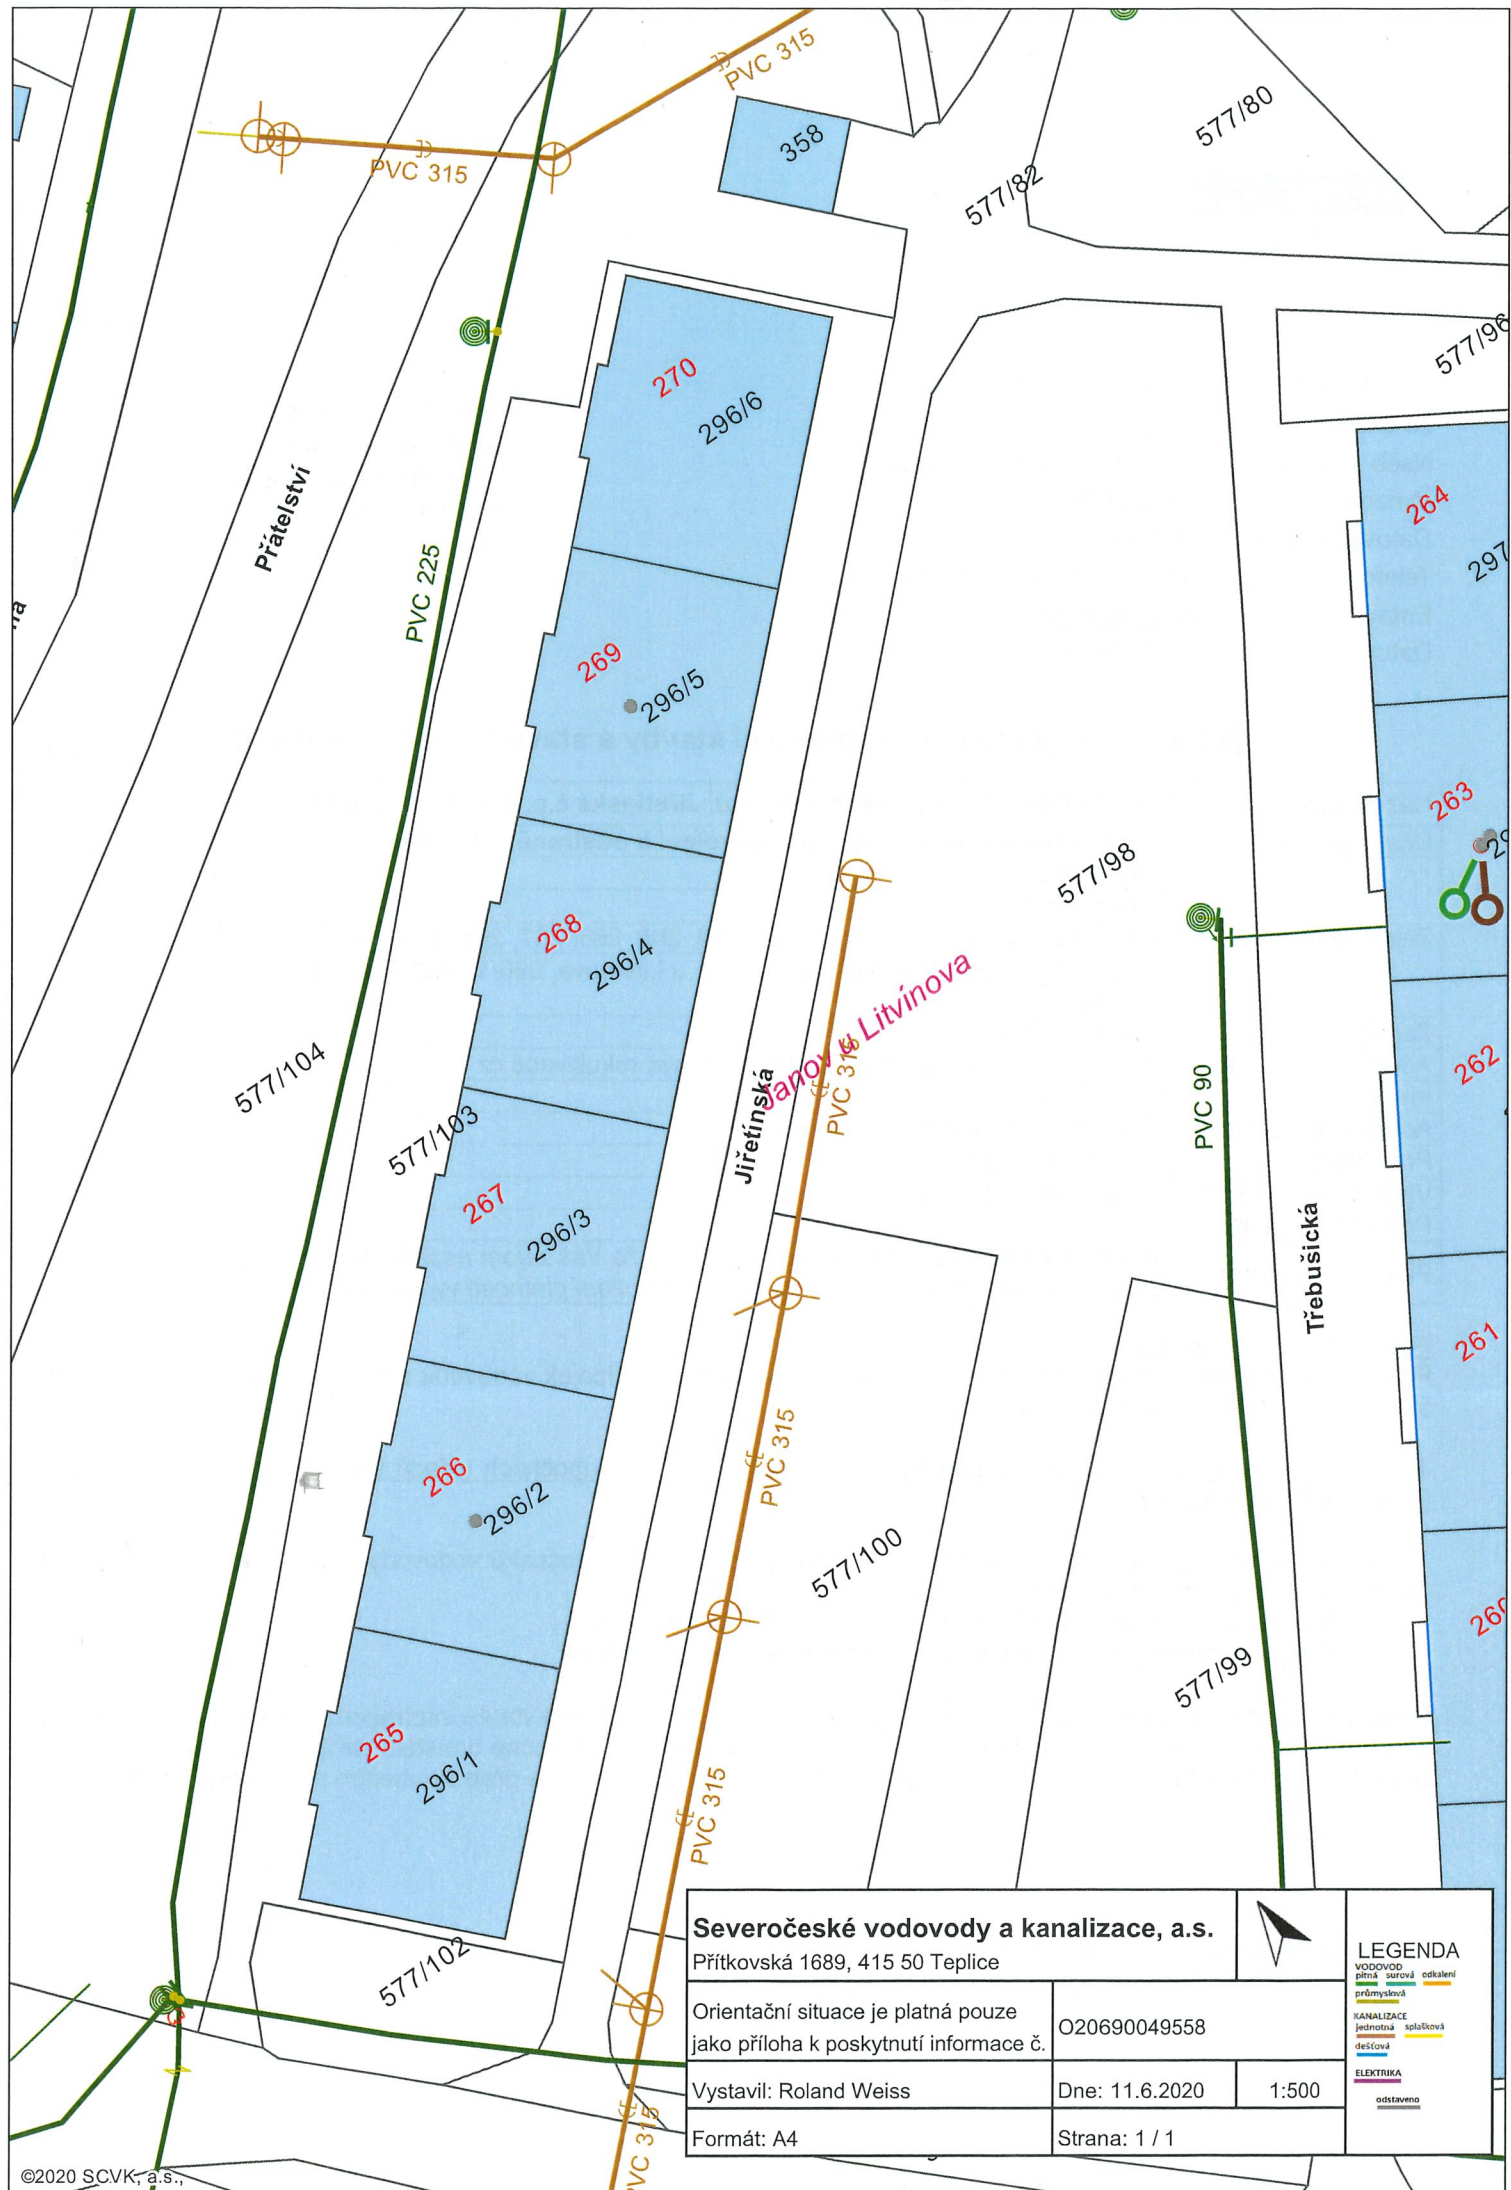 PVC 315
PVC 315
358
577/80
577/82
577/96
270
296/6
264
297
Přátelství
PVC 225
269
296/5
263
268
296/4
577/98
Janov u Litvínova
PVC 315
Jiřetínská
577/104
577/103
PVC 90
262
267
296/3
Třebušická
261
266
296/2
PVC 315
577/100
577/99
265
296/1
PVC 315
577/102
PVC 315
Severočeské vodovody a kanalizace, a.s.
Přítkovská 1689, 415 50 Teplice
Orientační situace je platná pouze
jako příloha k poskytnutí informace č.
O20690049558
Vystavil: Roland Weiss
Dne: 11.6.2020
1:500
Formát: A4
Strana: 1 / 1
LEGENDA
VODOVOD
pitná surová odkalení
průmyslová
KANALIZACE
jednotná splašková
dešťová
ELEKTRIKA
odstaveno
©2020 SČVK, a.s.,